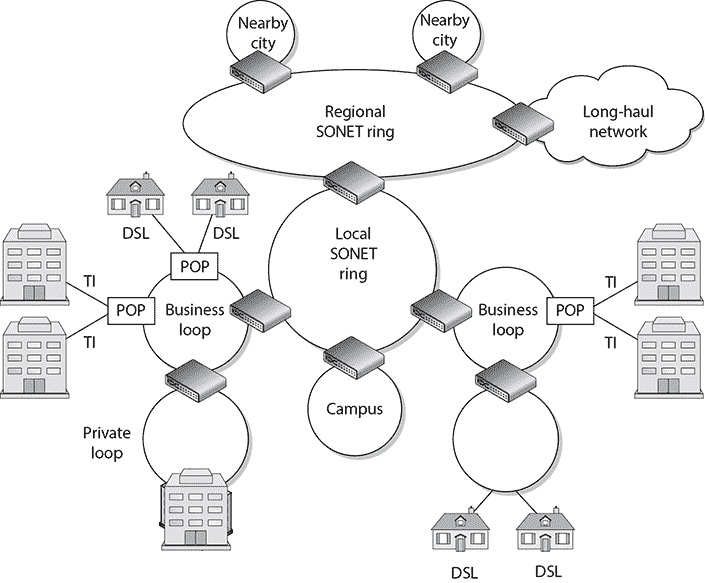 Nearby
city
Nearby
city
Regional
SONET ring
Long-haul
network
DSL
DSL
Local
SONET
ring
POP
TI
TI
POP
Business
loop
Business
loop
POP
TI
TI
Campus
Private
loop
DSL
DSL